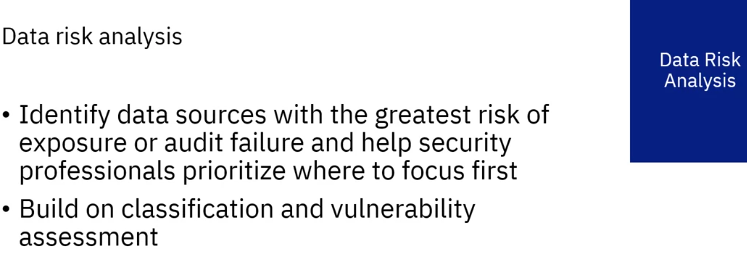 Data risk analysis
Data Risk
Analysis
• Identify data sources with the greatest risk of
exposure or audit failure and help security
professionals prioritize where to focus first
• Build on classification and vulnerability
assessment